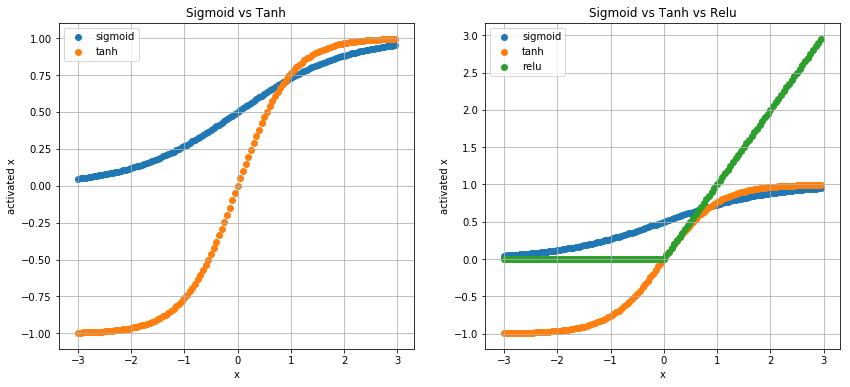 Sigmoid vs Tanh
sigmoid
tanh
1.00
0.75
0.50
0.25
0.00
−0.25
−0.50
−0.75
−1.00
activated x
−3 −2 −1 0 1 2 3
x
Sigmoid vs Tanh vs Relu
sigmoid
tanh
relu
3.0
2.5
2.0
1.5
1.0
0.5
0.0
−0.5
−1.0
activated x
−3 −2 −1 0 1 2 3
x